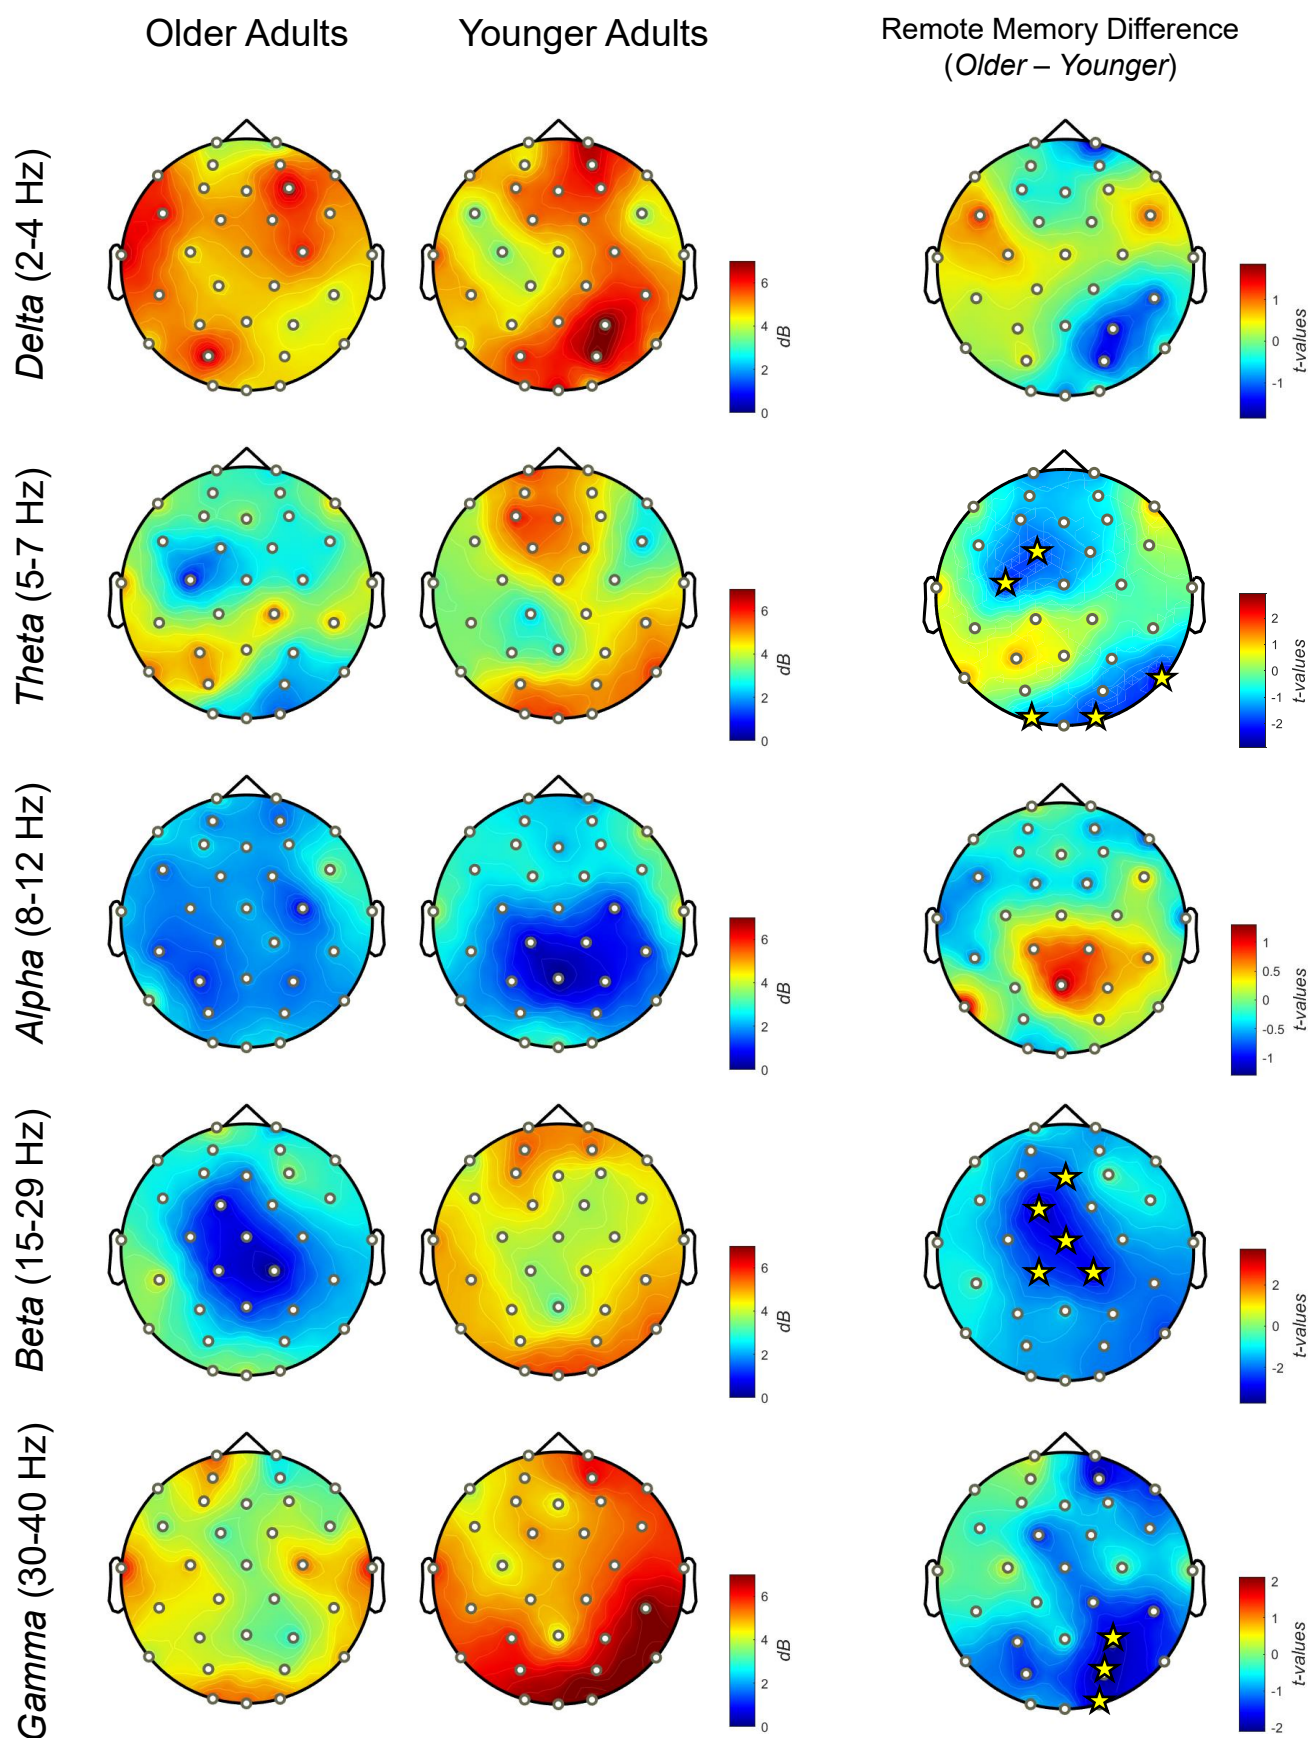 Older Adults
Younger Adults
Remote Memory Difference
(Older – Younger)
Delta (2-4 Hz)
6
4
2
0
dB
1
0
-1
t-values
Theta (5-7 Hz)
6
4
2
0
dB
2
1
0
-1
-2
t-values
Alpha (8-12 Hz)
6
4
2
0
dB
1
0.5
0
-0.5
-1
t-values
Beta (15-29 Hz)
6
4
2
0
dB
2
0
-2
t-values
Gamma (30-40 Hz)
6
4
2
0
dB
2
1
0
-1
-2
t-values